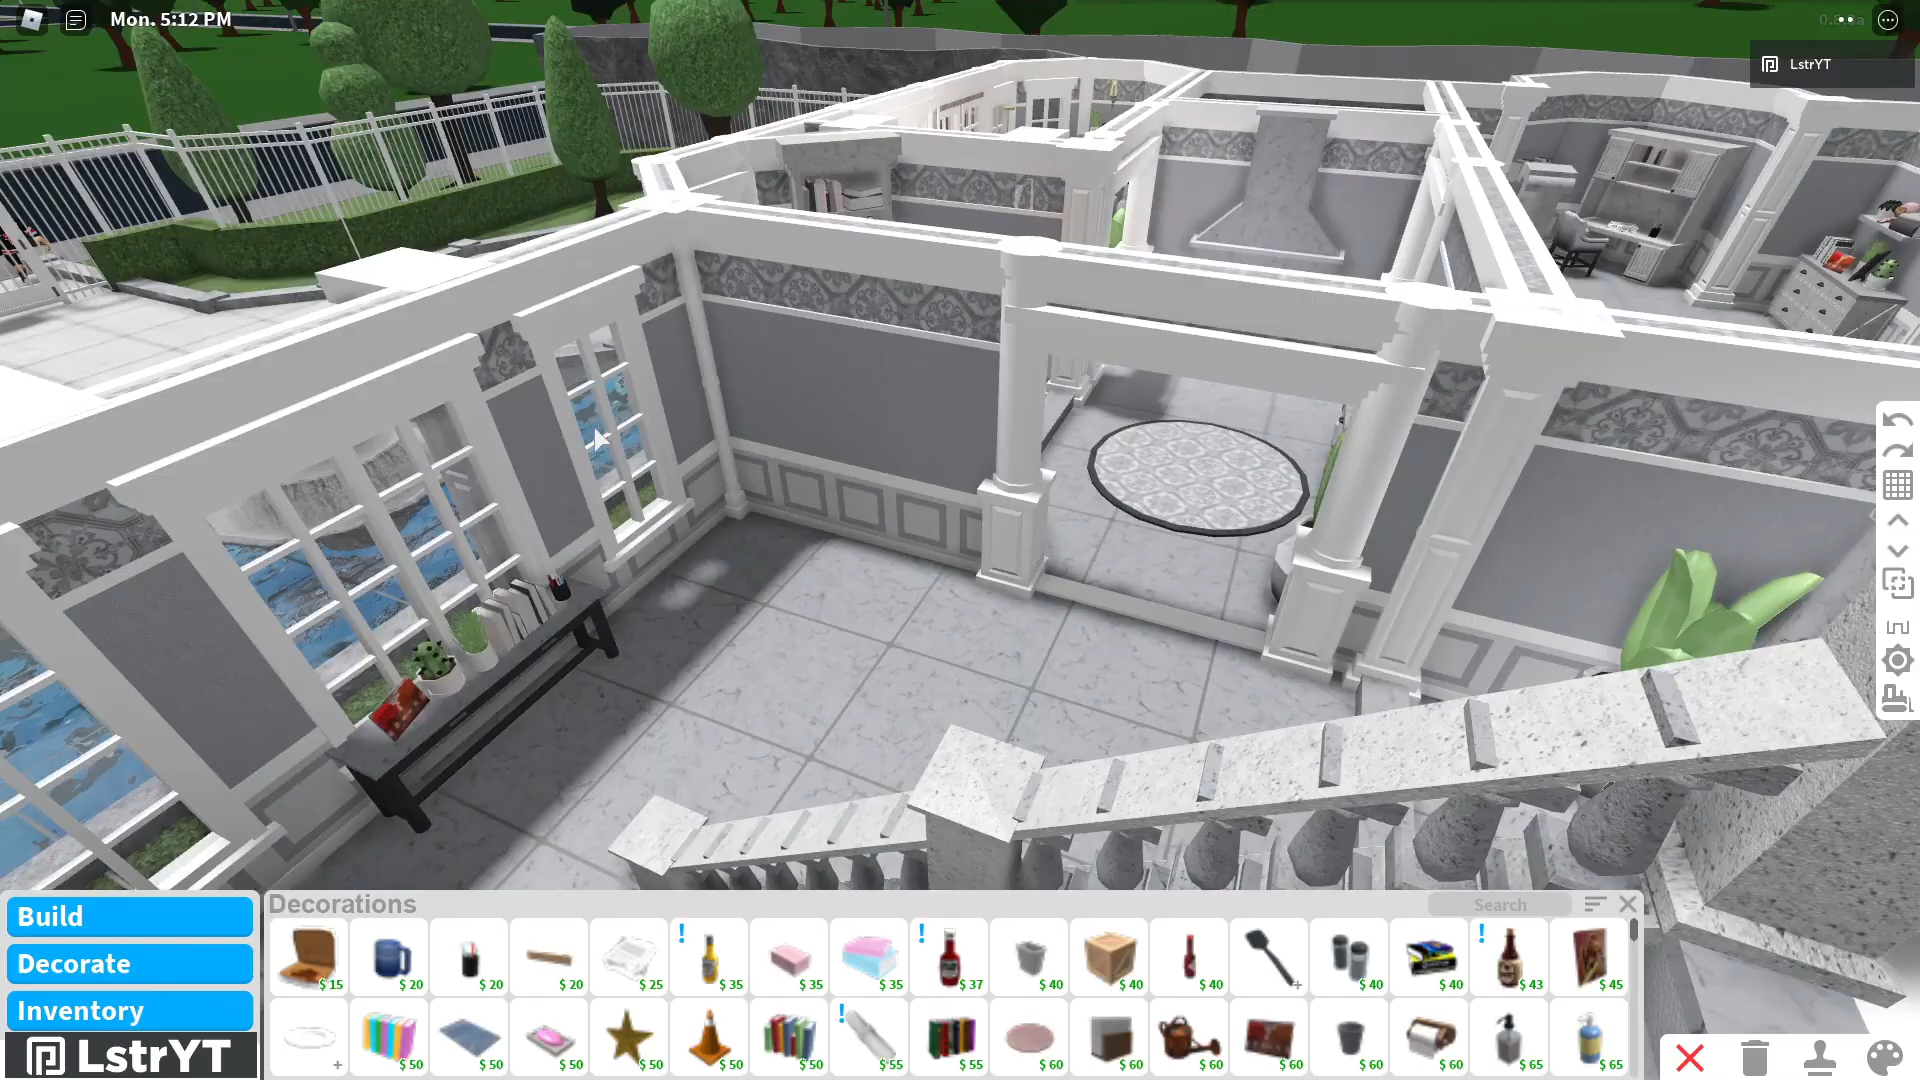 Mon. 5:12 PM
LstrYT
Build
Decorate
Inventory
LstrYT
Decorations
Search
$ 15
$ 20
$ 20
$ 20
$ 25
! $ 35
$ 35
$ 35
! $ 37
$ 40
$ 40
$ 40
+
$ 40
$ 40
! $ 43
$ 45
+
$ 50
$ 50
$ 50
$ 50
$ 50
$ 50
! $ 55
$ 55
$ 60
$ 60
$ 60
$ 60
$ 60
$ 60
$ 65
$ 65